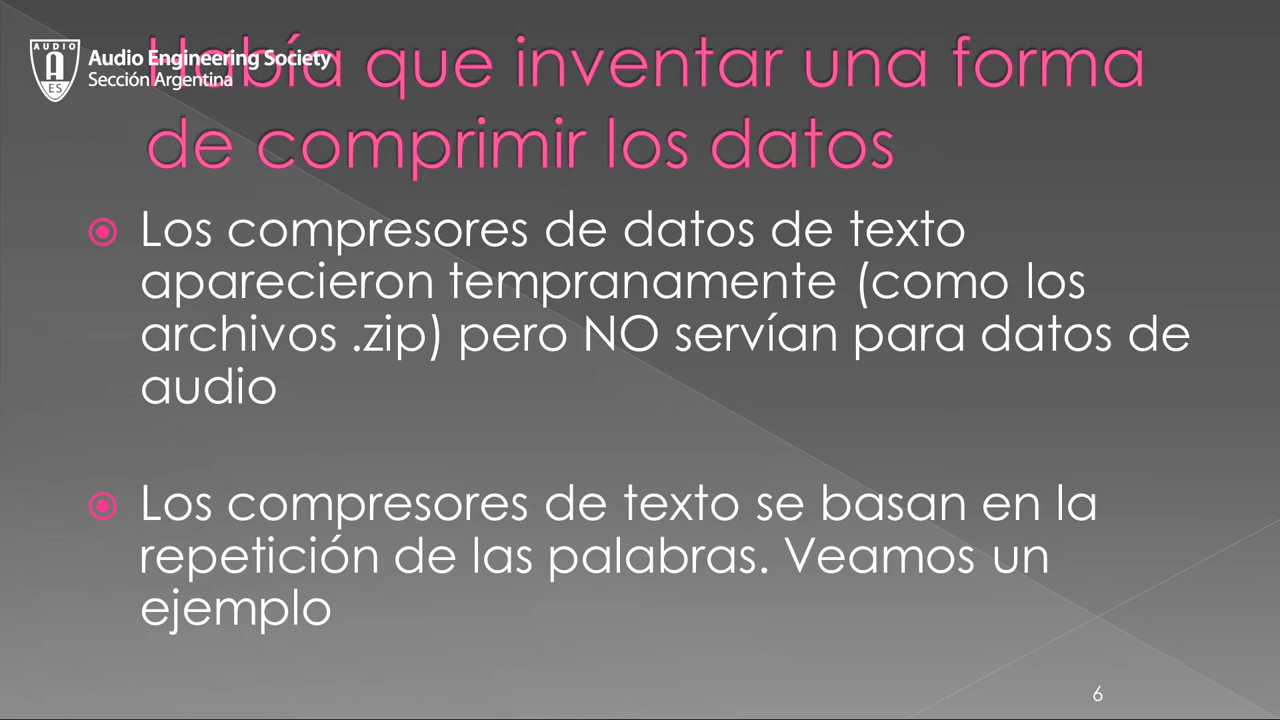 AUDIO
A
ES
Audio Engineering Society
Sección Argentina
Había que inventar una forma
de comprimir los datos
Los compresores de datos de texto
aparecieron tempranamente (como los
archivos .zip) pero NO servían para datos de
audio
Los compresores de texto se basan en la
repetición de las palabras. Veamos un
ejemplo
6